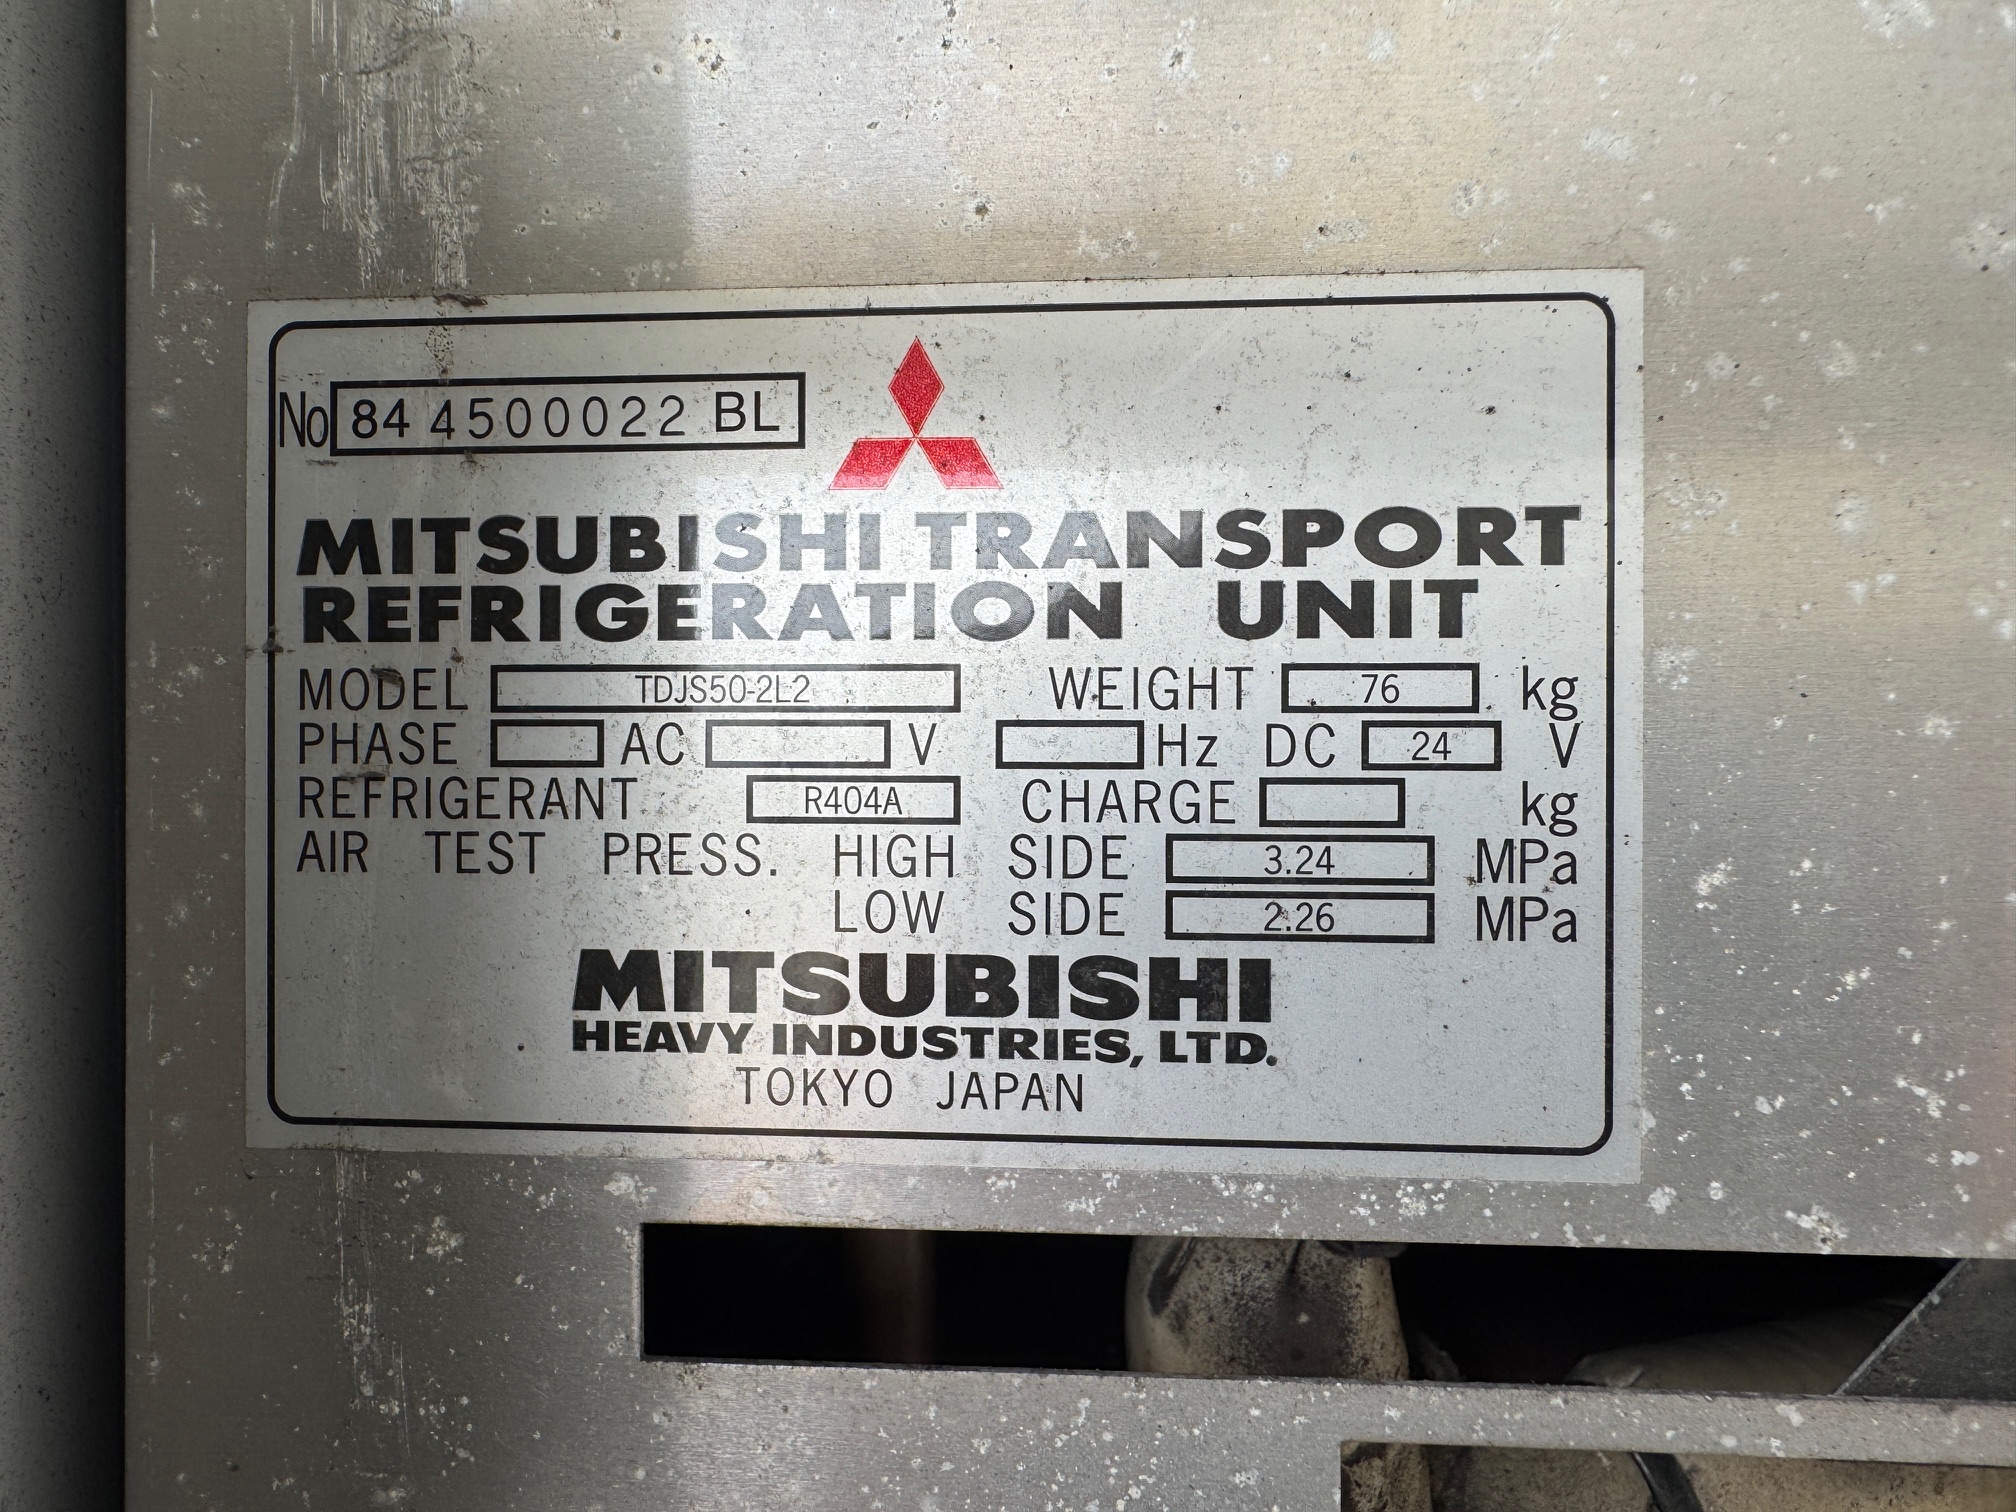 No 84 4500022 BL
MITSUBISHI TRANSPORT
REFRIGERATION UNIT
MODEL TDJS50-2L2 WEIGHT 76 kg
PHASE AC V Hz DC 24 V
REFRIGERANT R404A CHARGE kg
AIR TEST PRESS. HIGH SIDE 3.24 MPa
LOW SIDE 2.26 MPa
MITSUBISHI
HEAVY INDUSTRIES, LTD.
TOKYO JAPAN